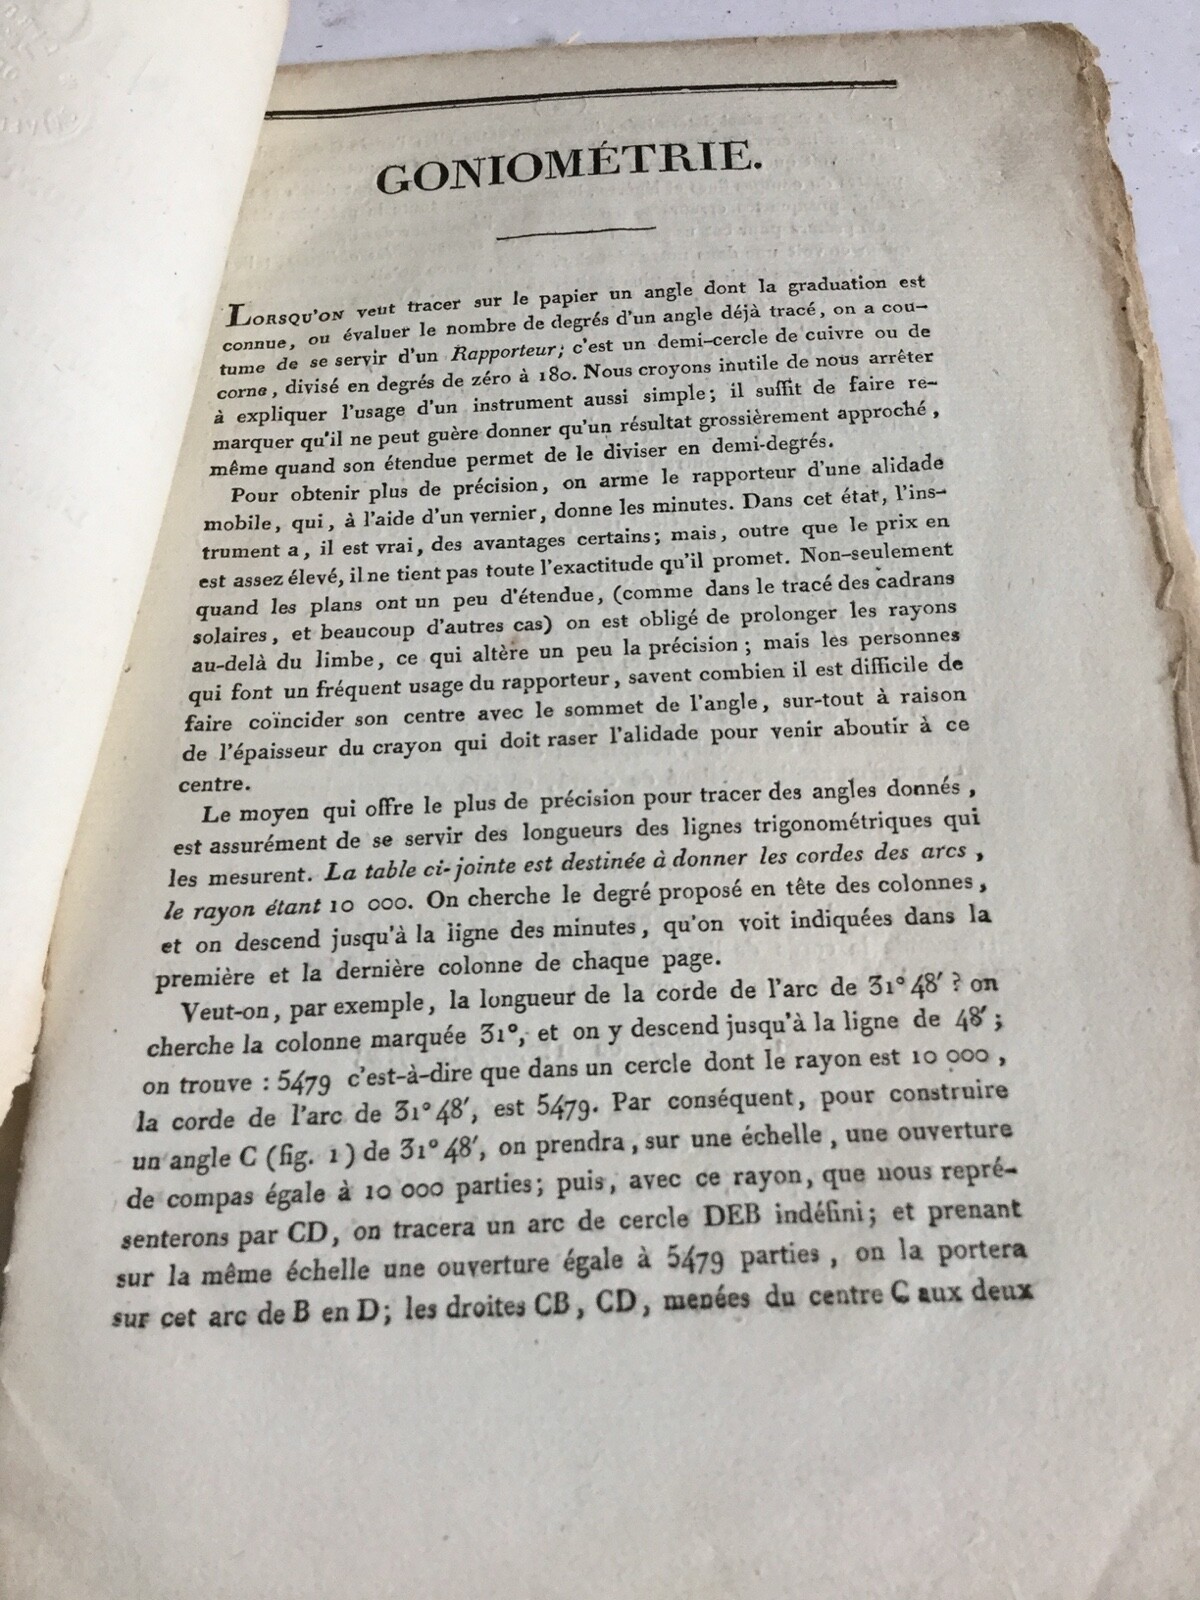 GONIOMÉTRIE.
LORSQU'ON veut tracer sur le papier un angle dont la graduation est
connue, ou évaluer le nombre de degrés d'un angle déjà tracé, on a cou-
tume de se servir d'un Rapporteur; c'est un demi-cercle de cuivre ou de
corne, divisé en degrés de zéro à 180. Nous croyons inutile de nous arrêter
à expliquer l'usage d'un instrument aussi simple; il suffit de faire re-
marquer qu'il ne peut guère donner qu'un résultat grossièrement approché,
même quand son étendue permet de le diviser en demi-degrés.
Pour obtenir plus de précision, on arme le rapporteur d'une alidade
mobile, qui, à l'aide d'un vernier, donne les minutes. Dans cet état, l'ins-
trument a, il est vrai, des avantages certains; mais, outre que le prix en
est assez élevé, il ne tient pas toute l'exactitude qu'il promet. Non-seulement
quand les plans ont un peu d'étendue, (comme dans le tracé des cadrans
solaires, et beaucoup d'autres cas) on est obligé de prolonger les rayons
au-delà du limbe, ce qui altère un peu la précision; mais les personnes
qui font un fréquent usage du rapporteur, savent combien il est difficile de
faire coïncider son centre avec le sommet de l'angle, sur-tout à raison
de l'épaisseur du crayon qui doit raser l'alidade pour venir aboutir à ce
centre.
Le moyen qui offre le plus de précision pour tracer des angles donnés,
est assurément de se servir des longueurs des lignes trigonométriques qui
les mesurent. La table ci-jointe est destinée à donner les cordes des arcs,
le rayon étant 10 000. On cherche le degré proposé en tête des colonnes,
et on descend jusqu'à la ligne des minutes, qu'on voit indiquées dans la
première et la dernière colonne de chaque page.
Veut-on, par exemple, la longueur de la corde de l'arc de 31° 48′ ? on
cherche la colonne marquée 31°, et on y descend jusqu'à la ligne de 48′;
on trouve : 5479 c'est-à-dire que dans un cercle dont le rayon est 10 000,
la corde de l'arc de 31° 48′, est 5479. Par conséquent, pour construire
un angle C (fig. 1) de 31° 48′, on prendra, sur une échelle, une ouverture
de compas égale à 10 000 parties; puis, avec ce rayon, que nous repré-
senterons par CD, on tracera un arc de cercle DEB indéfini; et prenant
sur la même échelle une ouverture égale à 5479 parties, on la portera
sur cet arc de B en D; les droites CB, CD, menées du centre C aux deux